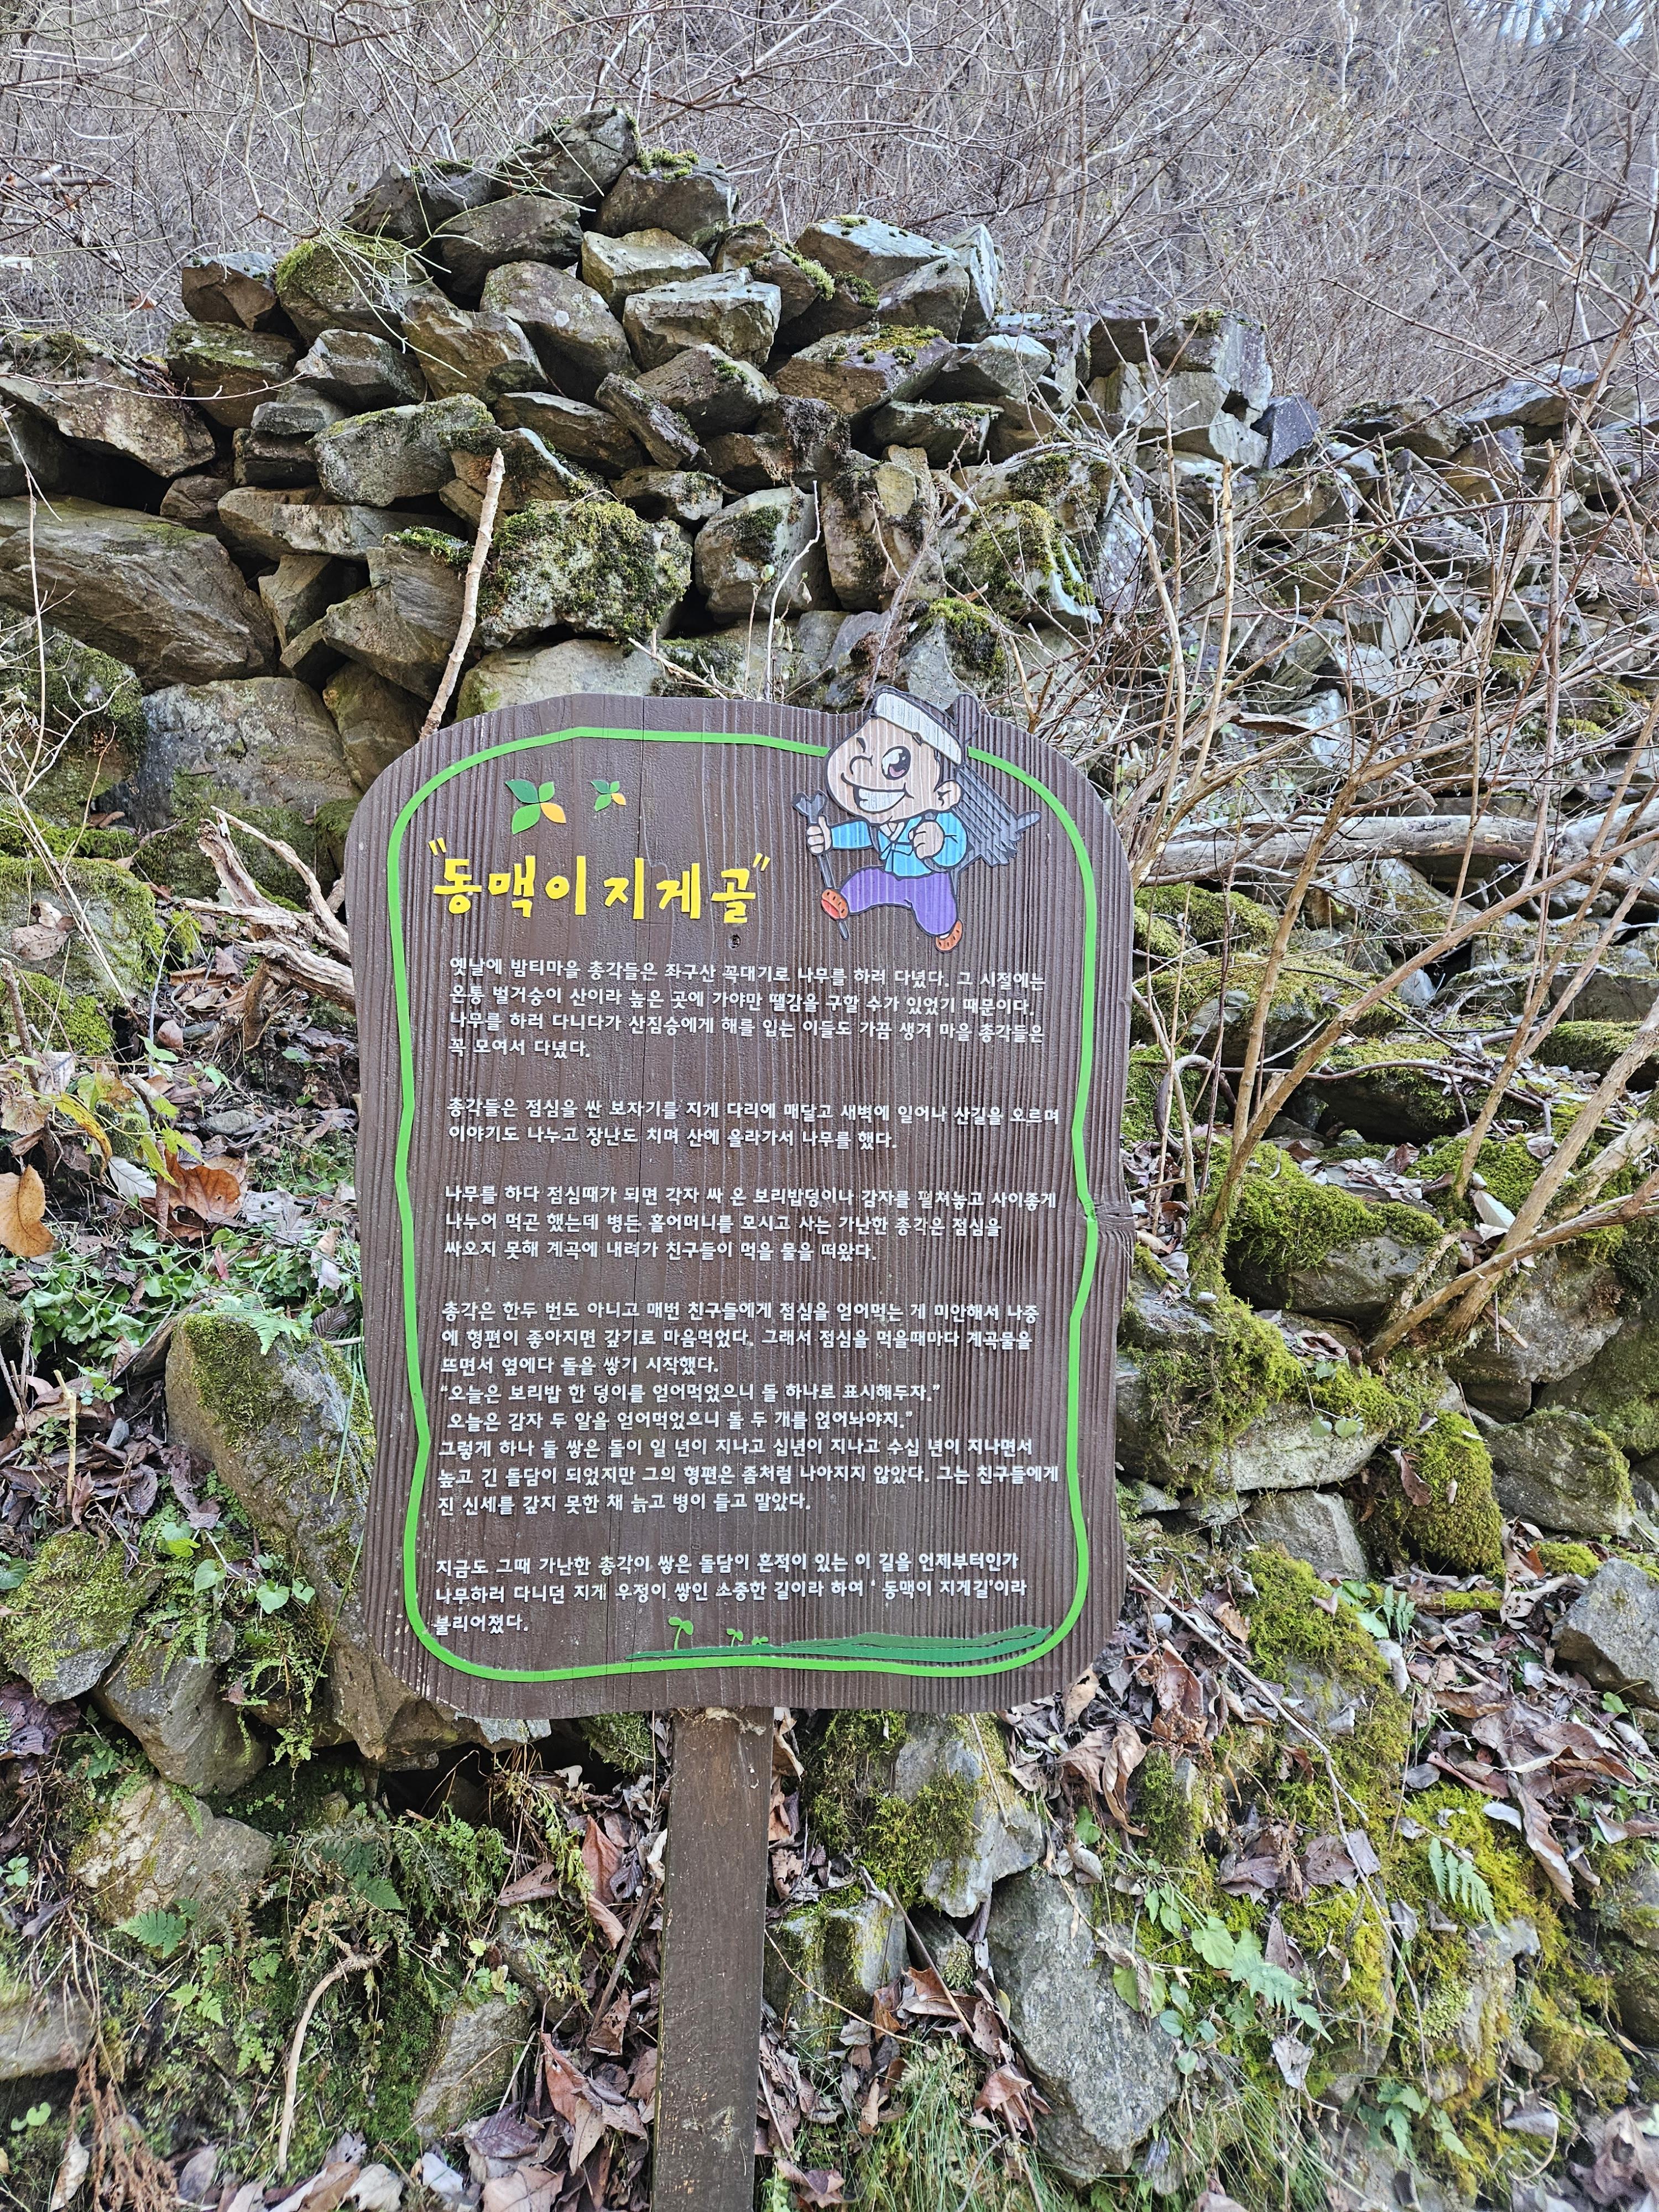 "동맥이 지게골"
옛날에 밤티마을 총각들은 좌구산 꼭대기로 나무를 하러 다녔다. 그 시절에는
온통 벌거숭이 산이라 높은 곳에 가야만 땔감을 구할 수가 있었기 때문이다.
나무를 하러 다니다가 산짐승에게 해를 입는 이들도 가끔 생겨 마을 총각들은
꼭 모여서 다녔다.
총각들은 점심을 싼 보자기를 지게 다리에 매달고 새벽에 일어나 산길을 오르며
이야기도 나누고 장난도 치며 산에 올라가서 나무를 했다.
나무를 하다 점심때가 되면 각자 싸 온 보리밥덩이나 감자를 펼쳐놓고 사이좋게
나누어 먹곤 했는데 병든 홀어머니를 모시고 사는 가난한 총각은 점심을
싸오지 못해 계곡에 내려가 친구들이 먹을 물을 떠왔다.
총각은 한두 번도 아니고 매번 친구들에게 점심을 얻어먹는 게 미안해서 나중
에 형편이 좋아지면 갚기로 마음먹었다. 그래서 점심을 먹을때마다 계곡물을
뜨면서 옆에다 돌을 쌓기 시작했다.
"오늘은 보리밥 한 덩이를 얻어먹었으니 돌 하나로 표시해두자."
오늘은 감자 두 알을 얻어먹었으니 돌 두 개를 얹어놔야지."
그렇게 하나 둘 쌓은 돌이 일 년이 지나고 십년이 지나고 수십 년이 지나면서
높고 긴 돌담이 되었지만 그의 형편은 좀처럼 나아지지 않았다. 그는 친구들에게
진 신세를 갚지 못한 채 늙고 병이 들고 말았다.
지금도 그때 가난한 총각이 쌓은 돌담이 흔적이 있는 이 길을 언제부터인가
나무하러 다니던 지게 우정이 쌓인 소중한 길이라 하여 ' 동맥이 지게길'이라
불리어졌다.